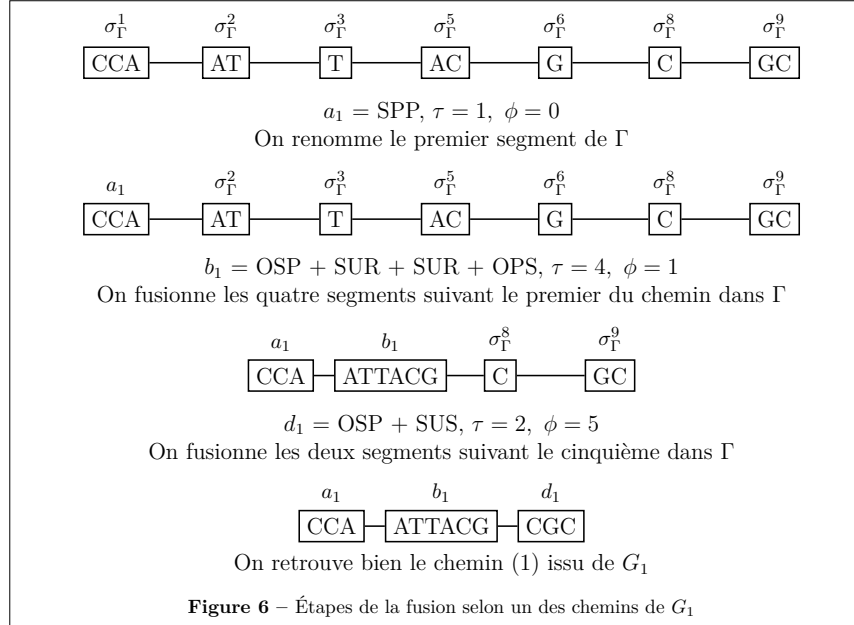 σ_Γ^1 σ_Γ^2 σ_Γ^3 σ_Γ^5 σ_Γ^6 σ_Γ^8 σ_Γ^9
CCA AT T AC G C GC
a_1 = SPP, τ = 1, ϕ = 0
On renomme le premier segment de Γ
a_1 σ_Γ^2 σ_Γ^3 σ_Γ^5 σ_Γ^6 σ_Γ^8 σ_Γ^9
CCA AT T AC G C GC
b_1 = OSP + SUR + SUR + OPS, τ = 4, ϕ = 1
On fusionne les quatre segments suivant le premier du chemin dans Γ
a_1 b_1 σ_Γ^8 σ_Γ^9
CCA ATTACG C GC
d_1 = OSP + SUS, τ = 2, ϕ = 5
On fusionne les deux segments suivant le cinquième dans Γ
a_1 b_1 d_1
CCA ATTACG CGC
On retrouve bien le chemin (1) issu de G_1
Figure 6 – Étapes de la fusion selon un des chemins de G_1